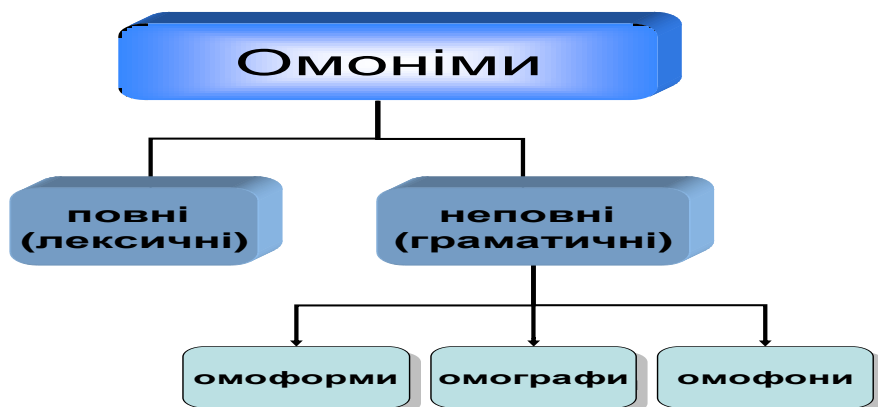 Омоніми
повні
(лексичні)
неповні
(граматичні)
омоформи
омографи
омофони